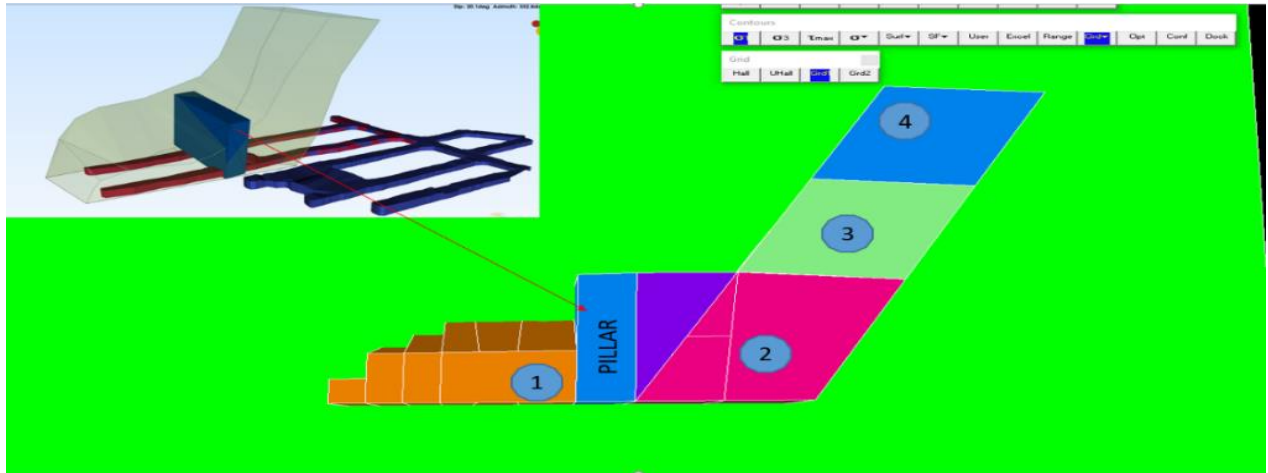 Contours
σ1 σ3 τmax σ▾ Surf▾ SF▾ User Excel Range Grd▾ Opt Conf Dock
Grid
Hall UHall Grd1 Grd2
4
3
PILLAR
2
1